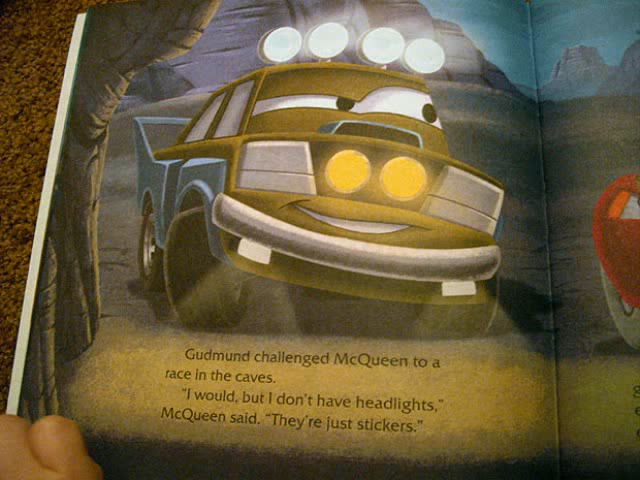 Gudmund challenged McQueen to a
race in the caves.
"I would, but I don't have headlights,"
McQueen said. "They're just stickers."